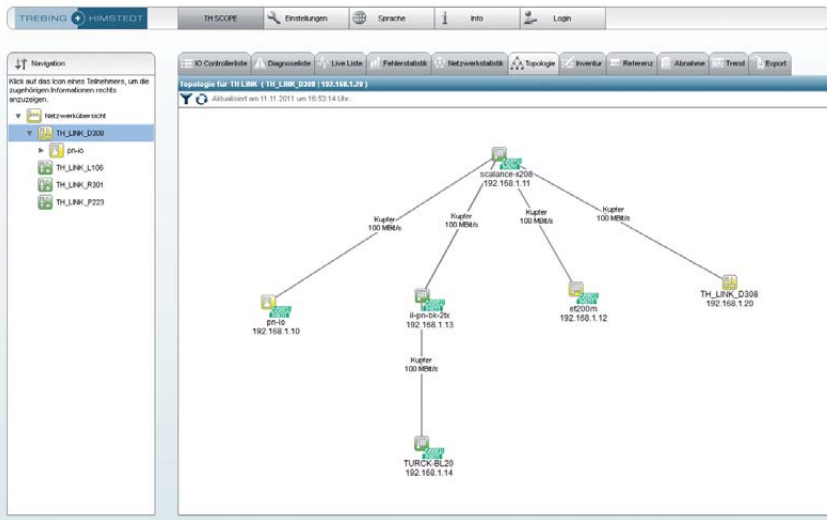 TREBING + HIMSTEDT
TH SCOPE
Einstellungen
Sprache
Info
Login
Navigation
Klick auf das Icon eines Teilnehmers, um die
zugehörigen Informationen rechts
anzuzeigen.
Netzwerkübersicht
TH_LINK_D308
pn-io
TH_LINK_L106
TH_LINK_R301
TH_LINK_P223
IO Controllerliste
Diagnoseliste
Live Liste
Fehlerstatistik
Netzwerkstatistik
Topologie
Inventur
Referenz
Abnahme
Trend
Export
Topologie für TH LINK ( TH_LINK_D308 | 192.168.1.20 )
Aktualisiert am 11.11.2011 um 16:53:14 Uhr.
scalance-x208
192.168.1.11
Kupfer
100 MBit/s
Kupfer
100 MBit/s
Kupfer
100 MBit/s
Kupfer
100 MBit/s
pn-io
192.168.1.10
il-pn-bk-2tx
192.168.1.13
et200m
192.168.1.12
TH_LINK_D308
192.168.1.20
Kupfer
100 MBit/s
TURCK-BL20
192.168.1.14